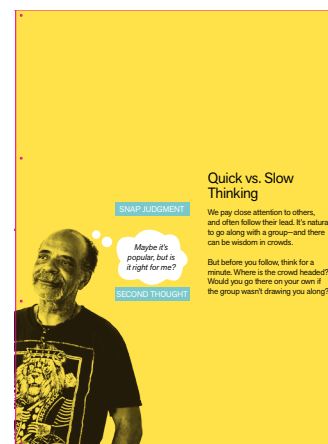 Quick vs. Slow
Thinking
We pay close attention to others,
and often follow their lead. It's natura
to go along with a group—and there
can be wisdom in crowds.
But before you follow, think for a
minute. Where is the crowd headed?
Would you go there on your own if
the group wasn't drawing you along?
SNAP JUDGMENT
Maybe it's
popular, but is
it right for me?
SECOND THOUGHT